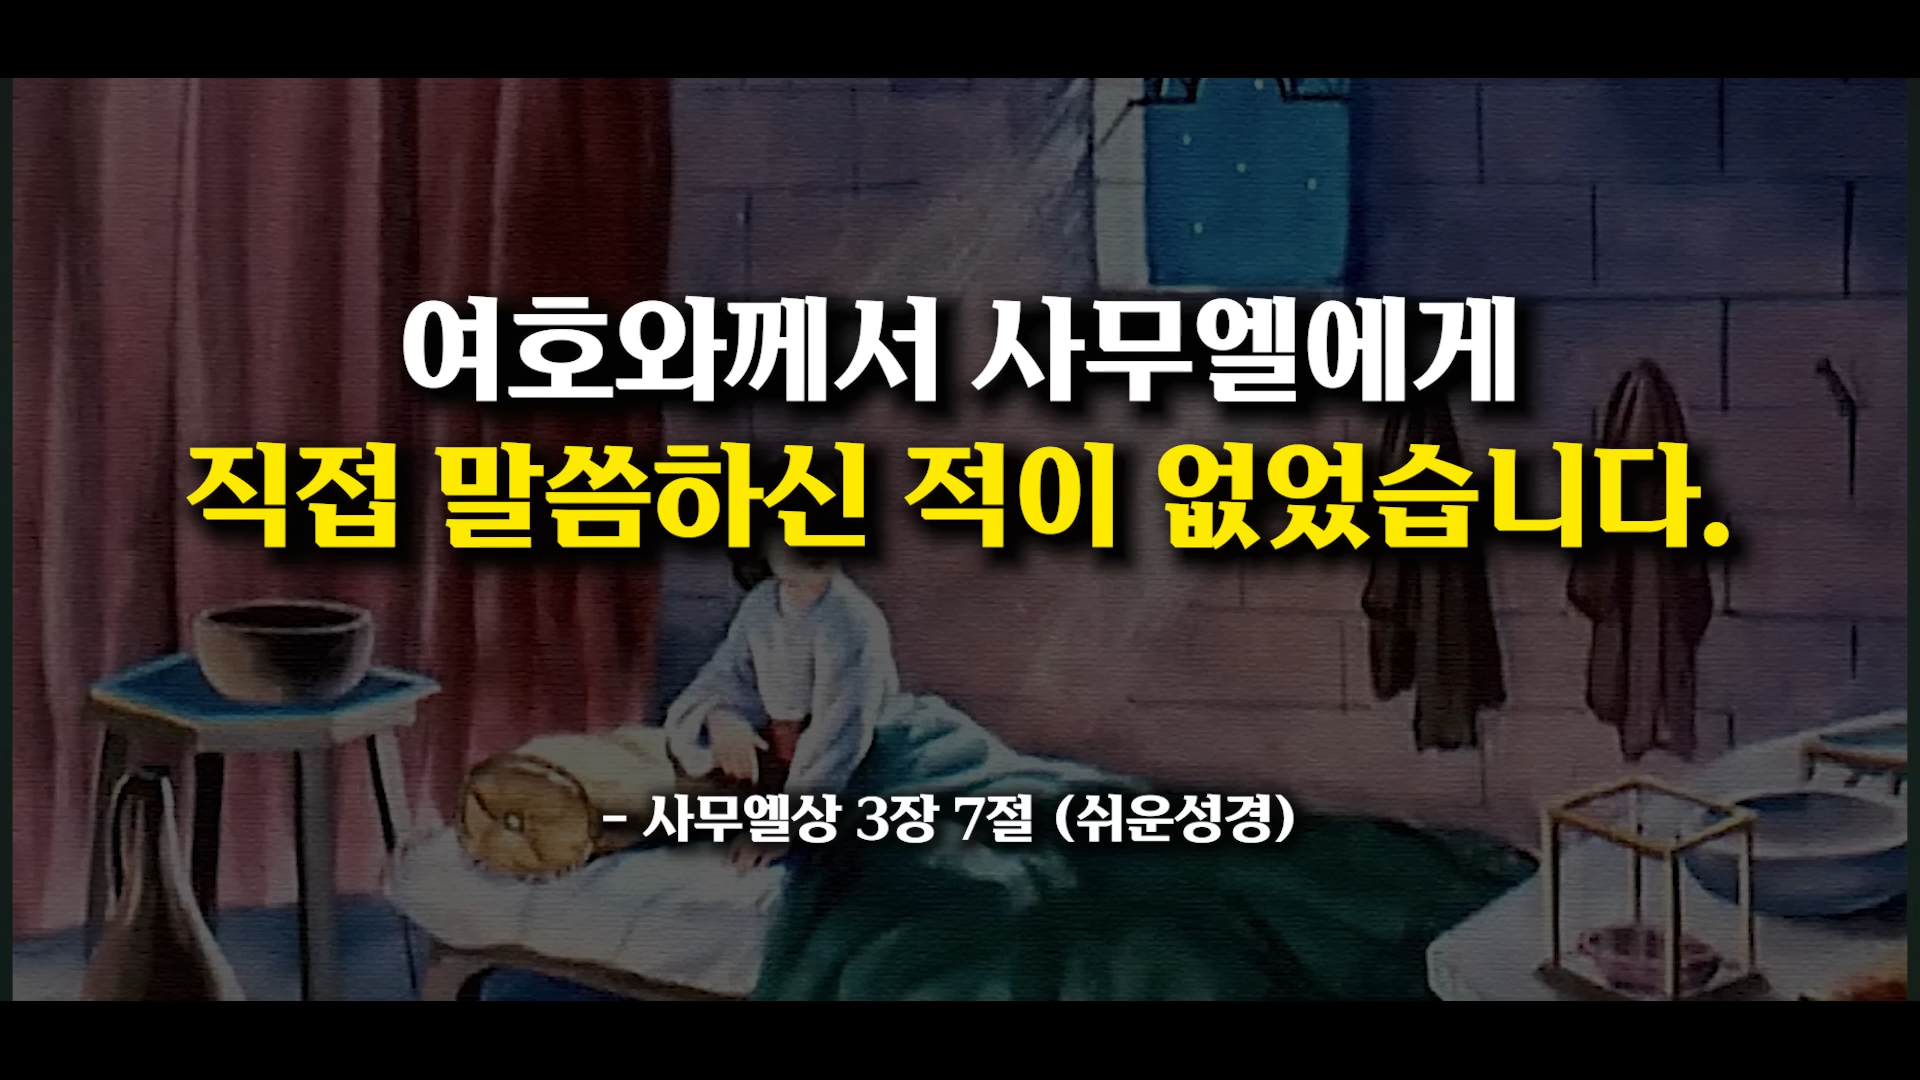 여호와께서 사무엘에게
직접 말씀하신 적이 없었습니다.
- 사무엘상 3장 7절 (쉬운성경)